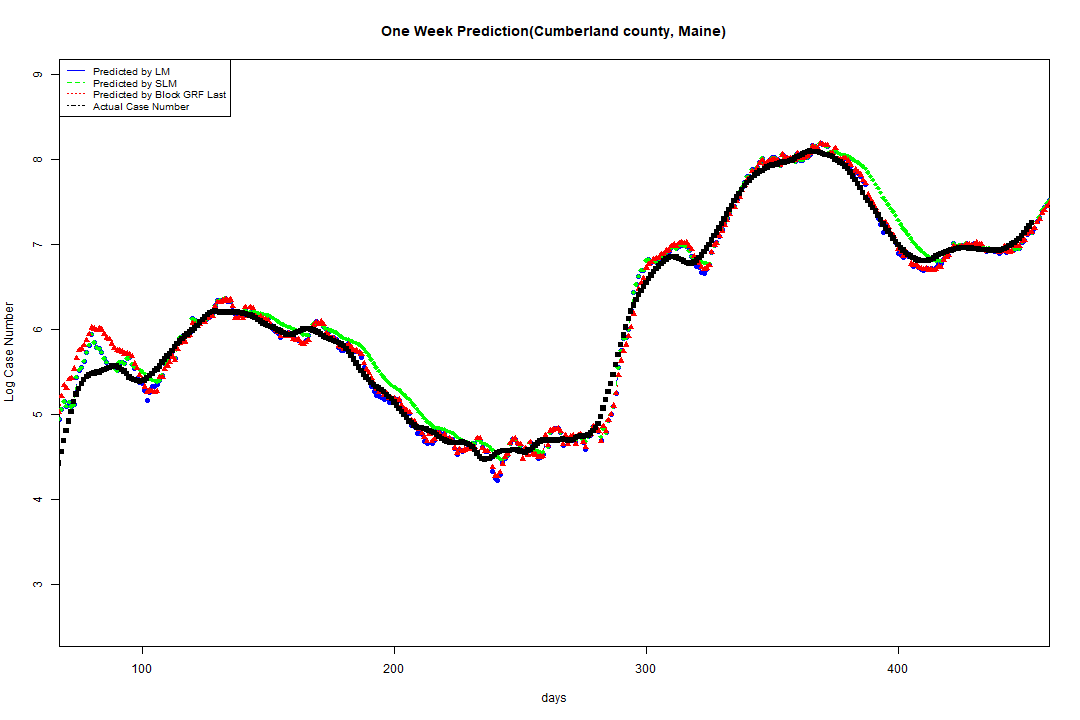 One Week Prediction(Cumberland county, Maine)
Predicted by LM
Predicted by SLM
Predicted by Block GRF Last
Actual Case Number
9
8
7
6
5
4
3
Log Case Number
100 200 300 400
days